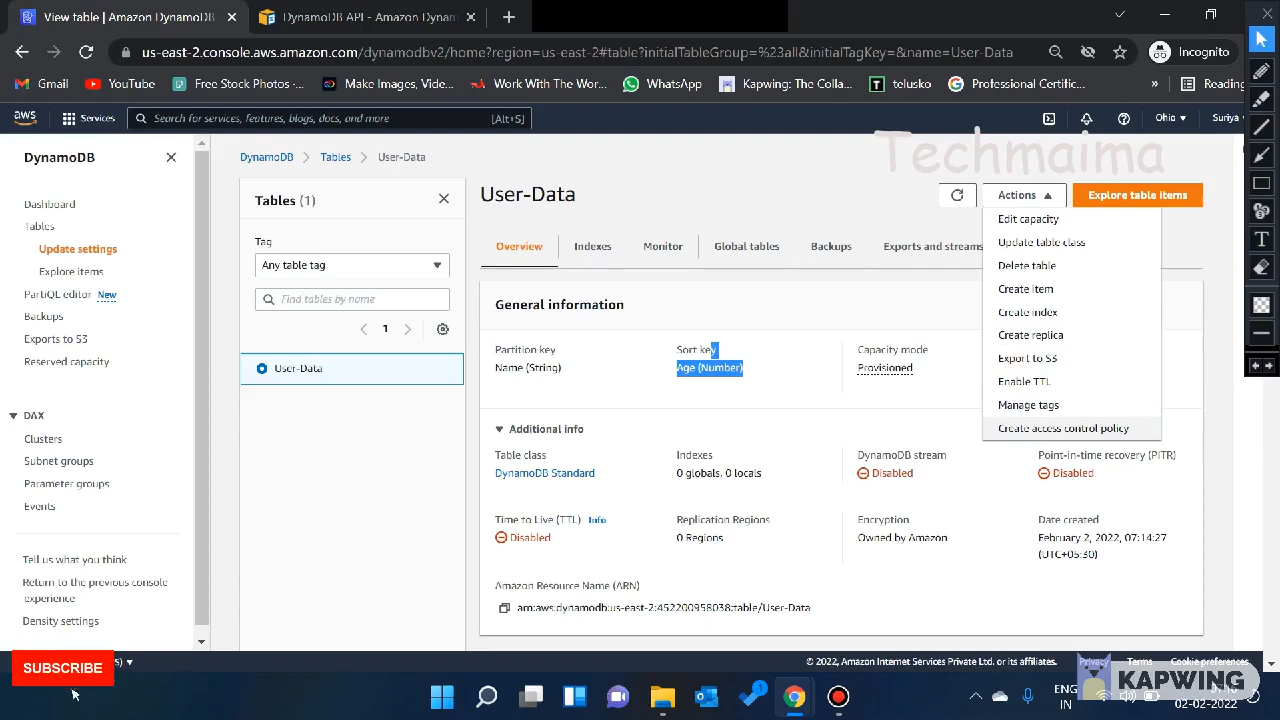 View table | Amazon DynamoDB
DynamoDB API - Amazon Dynam
us-east-2.console.aws.amazon.com/dynamodbv2/home?region=us-east-2#table?initialTableGroup=%23all&initialTagKey=&name=User-Data
Incognito
Gmail
YouTube
Free Stock Photos -...
Make Images, Video...
Work With Work With...
WhatsApp
Kapwing: The Coma...
telusko
Professional Certific...
»
Reading
aws
Services
Search for services, features, blogs, docs, and more
[Alt+S]
Ohio
Suriya
Techmaima
DynamoDB
Dashboard
Tables
Update settings
Explore items
PartiQL editor New
Backups
Exports to S3
Reserved capacity
DAX
Clusters
Subnet groups
Parameter groups
Events
Tell us what you think
Return to the previous console
experience
Density settings
DynamoDB
Tables
User-Data
Tables (1)
Tag
Any table tag
Find tables by name
1
User-Data
User-Data
Actions
Explore table items
Overview
Indexes
Monitor
Global tables
Backups
Exports and streams
Edit capacity
Update table class
Delete table
Create item
Create index
Create replica
Export to S3
Enable TTL
Manage tags
Create access control policy
General information
Partition key
Name (String)
Sort key
Age (Number)
Capacity mode
Provisioned
Additional info
Table class
DynamoDB Standard
Indexes
0 globals, 0 locals
DynamoDB stream
Disabled
Point-in-time recovery (PITR)
Disabled
Time to Live (TTL) Info
Disabled
Replication Regions
0 Regions
Encryption
Owned by Amazon
Date created
February 2, 2022, 07:14:27
(UTC+05:30)
Amazon Resource Name (ARN)
arn:aws:dynamodb:us-east-2:452200958038:table/User-Data
SUBSCRIBE
© 2022, Amazon Internet Services Private Ltd. or its affiliates.
Privacy
Terms
Cookie preferences
KAPWING
ENG
IN
02-02-2022